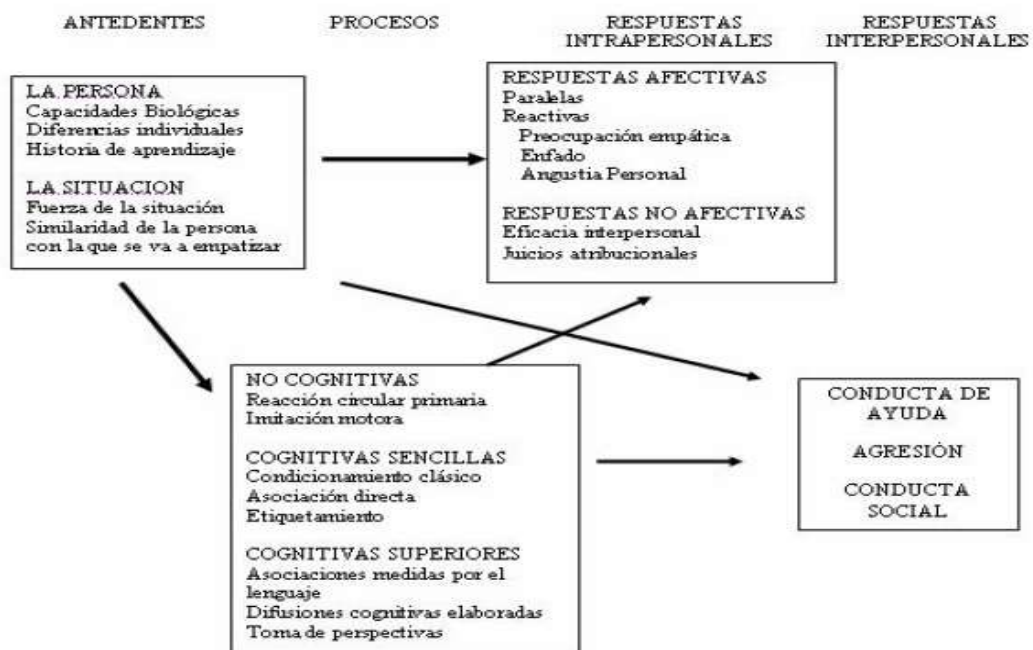 ANTEDENTES
PROCESOS
RESPUESTAS
INTRAPERSONALES
RESPUESTAS
INTERPERSONALES
LA PERSONA
Capacidades Biológicas
Diferencias individuales
Historia de aprendizaje
LA SITUACION
Fuerza de la situación
Similaridad de la persona
con la que se va a empatizar
RESPUESTAS AFECTIVAS
Paralelas
Reactivas
Preocupación empática
Enfado
Angustia Personal
RESPUESTAS NO AFECTIVAS
Eficacia interpersonal
Juicios atribucionales
NO COGNITIVAS
Reacción circular primaria
Imitación motora
COGNITIVAS SENCILLAS
Condicionamiento clásico
Asociación directa
Etiquetamiento
COGNITIVAS SUPERIORES
Asociaciones medidas por el
lenguaje
Difusiones cognitivas elaboradas
Toma de perspectivas
CONDUCTA DE
AYUDA
AGRESIÓN
CONDUCTA
SOCIAL